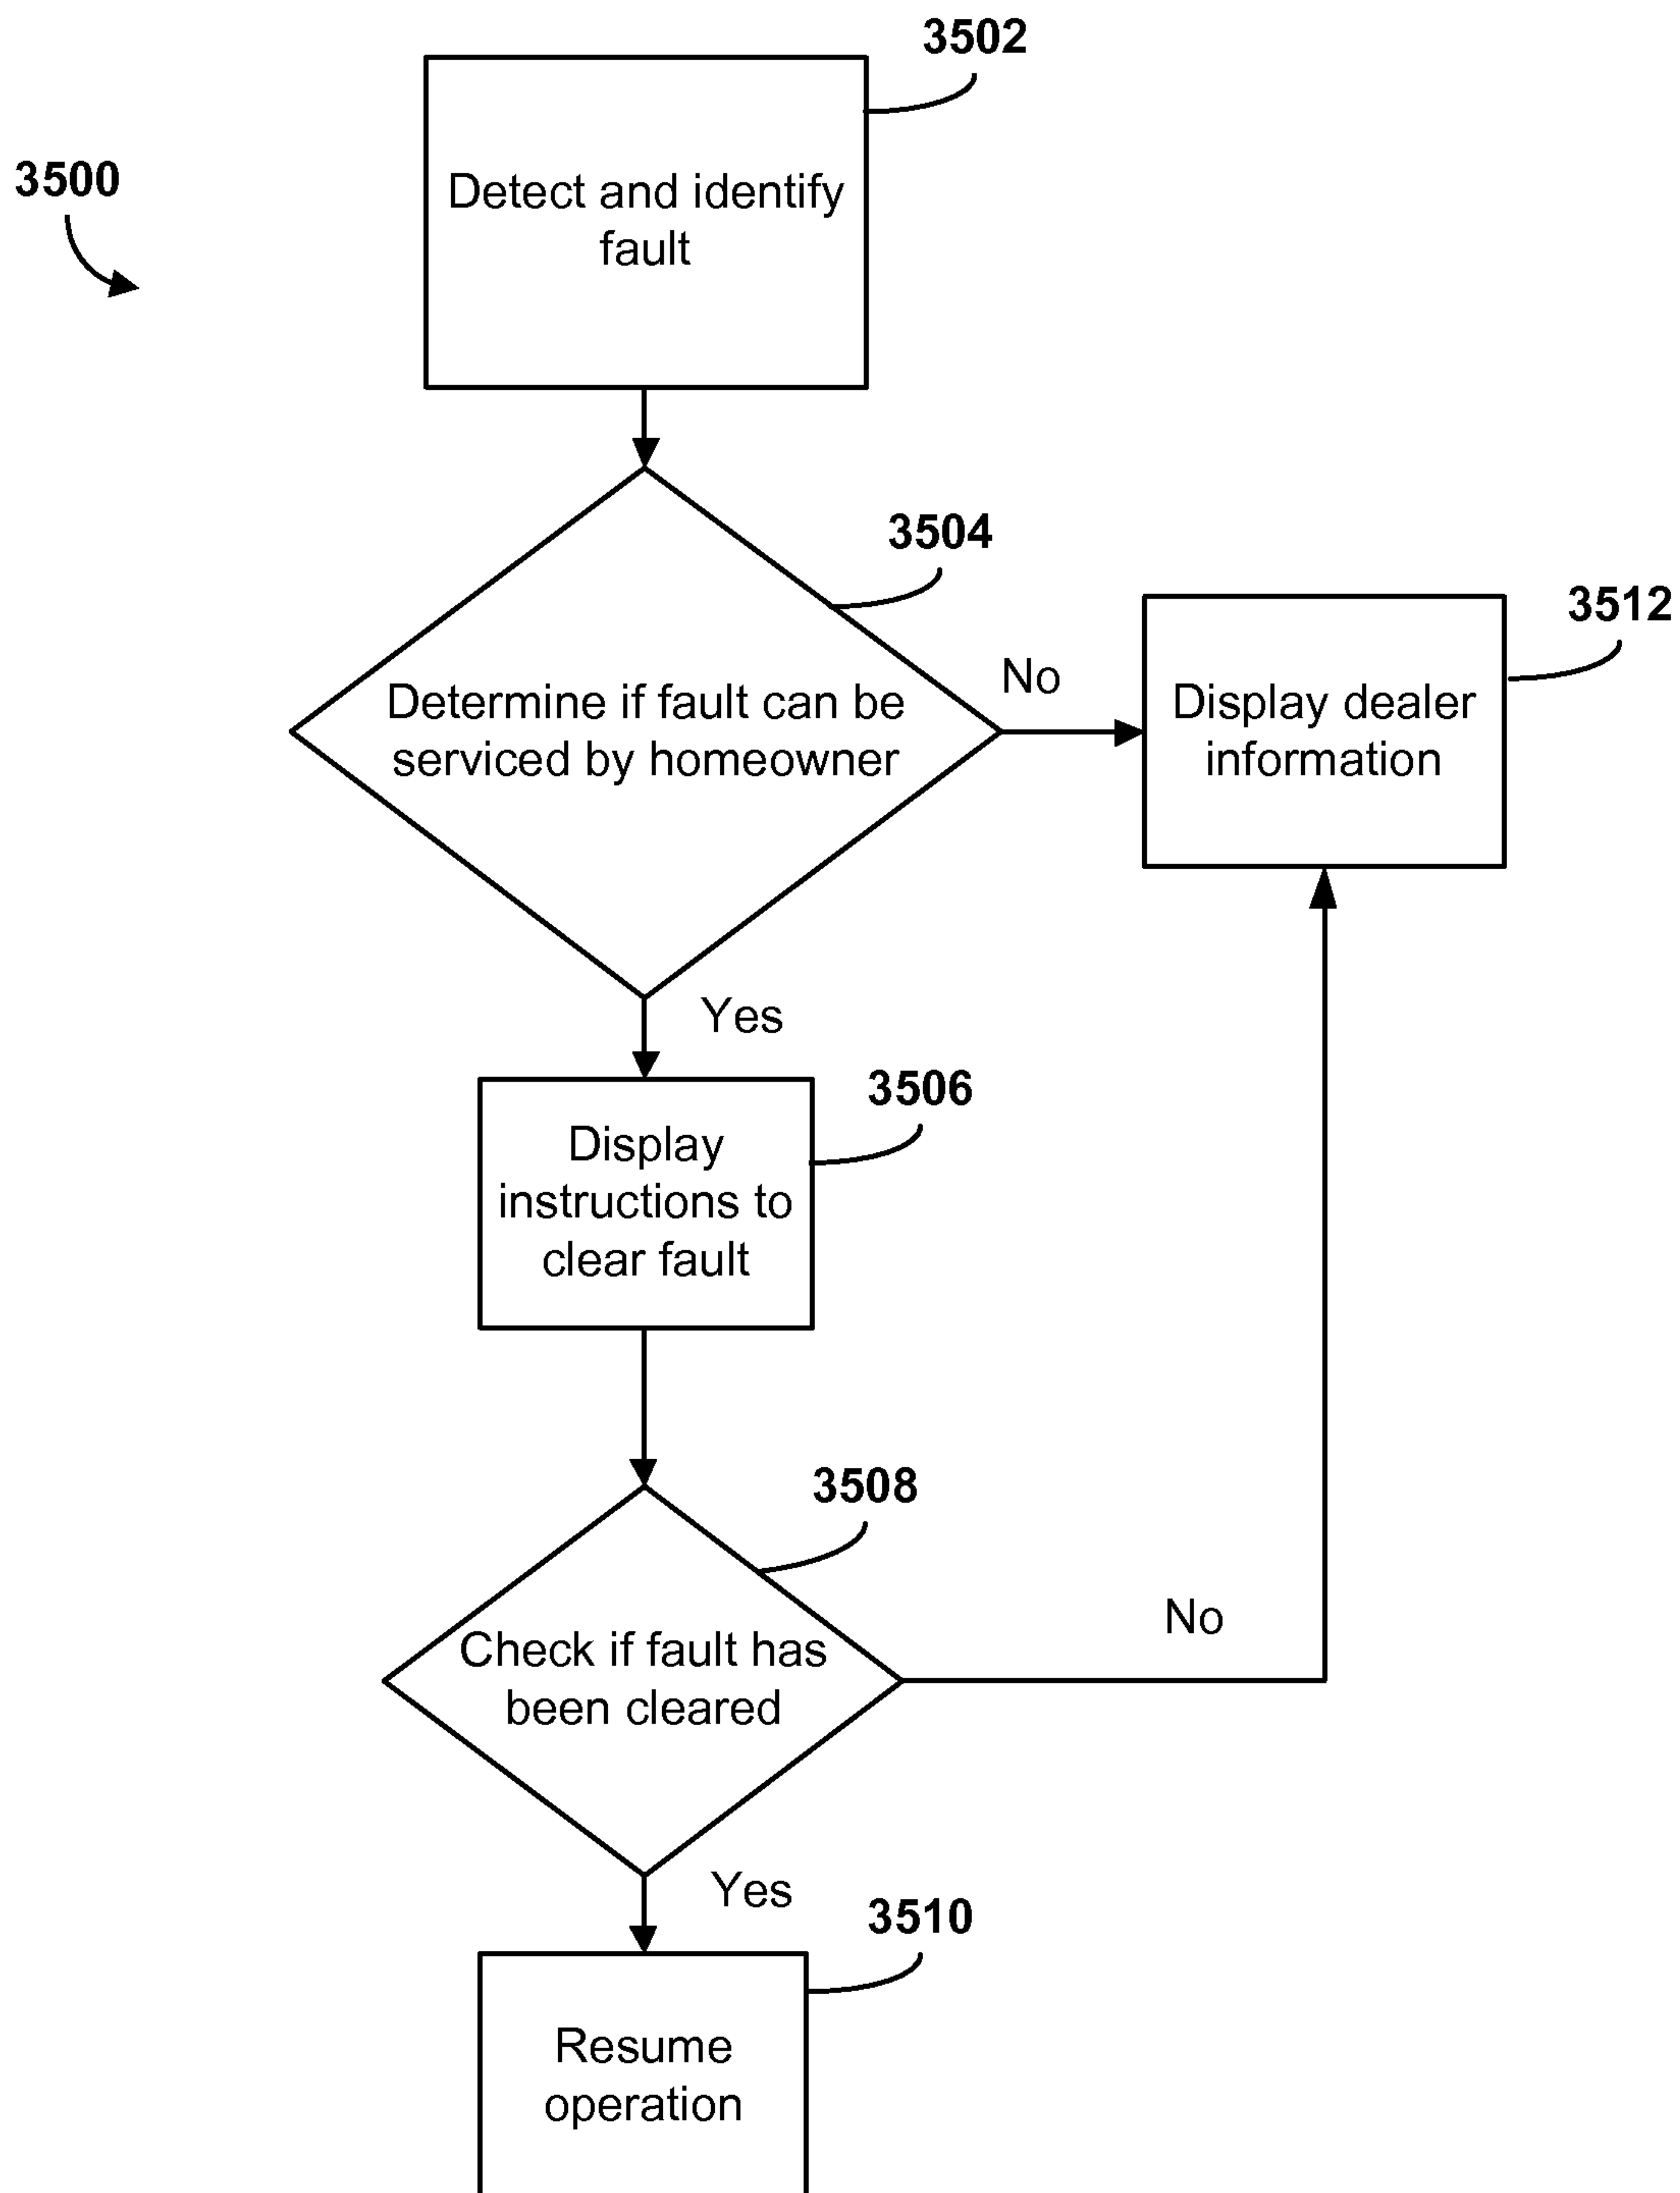 3502
3500
Detect and identify
fault
3504
3512
Determine if fault can be
serviced by homeowner
No
Display dealer
information
Yes
3506
Display
instructions to
clear fault
3508
Check if fault has
been cleared
No
Yes
3510
Resume
operation